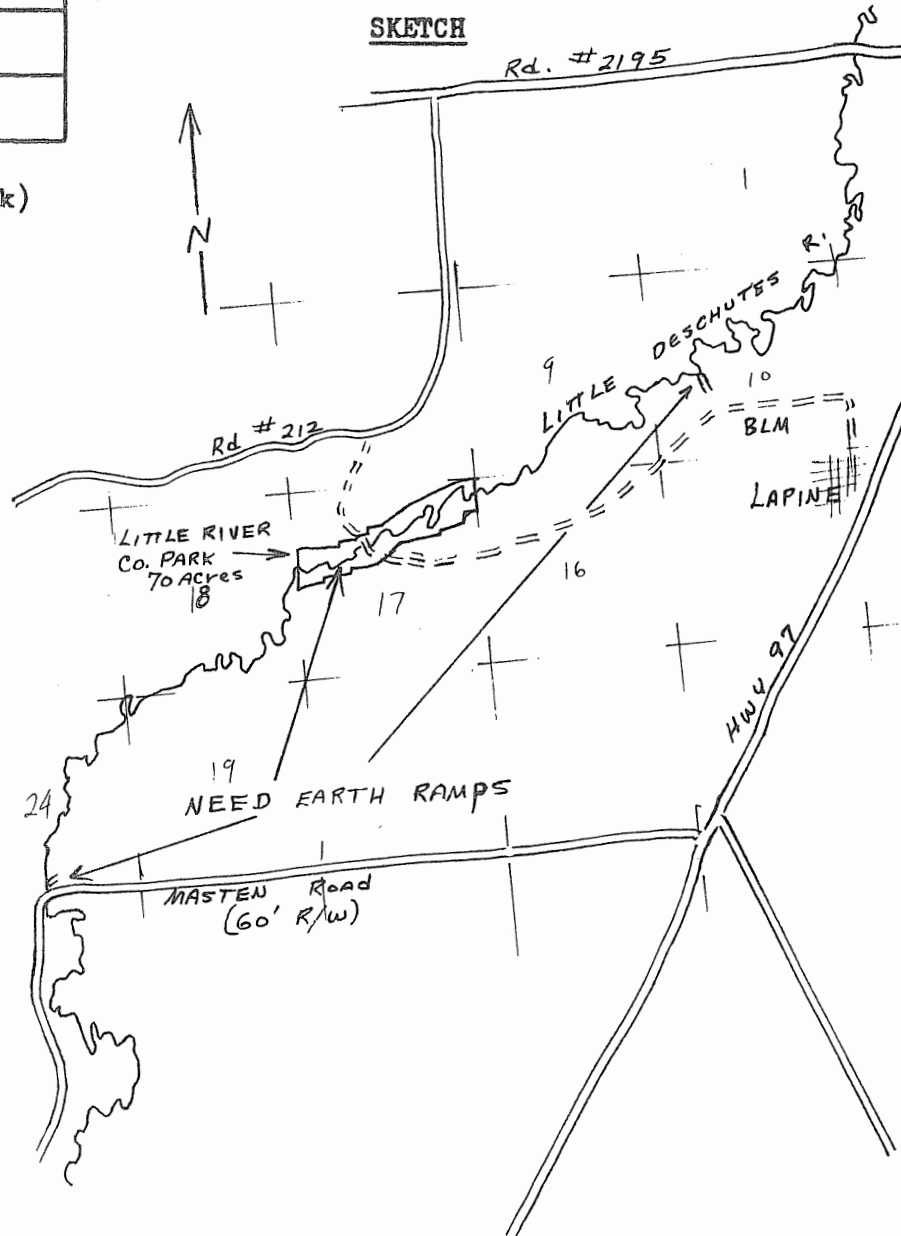 SKETCH
Rd. #2195
k)
N
1
LITTLE DESCHUTES R.
9
10
BLM
Rd #212
LAPINE
LITTLE RIVER
CO. PARK
70 Acres
18
17
16
HWY 97
19
24
NEED EARTH RAMPS
MASTEN ROAD
(60' R/W)